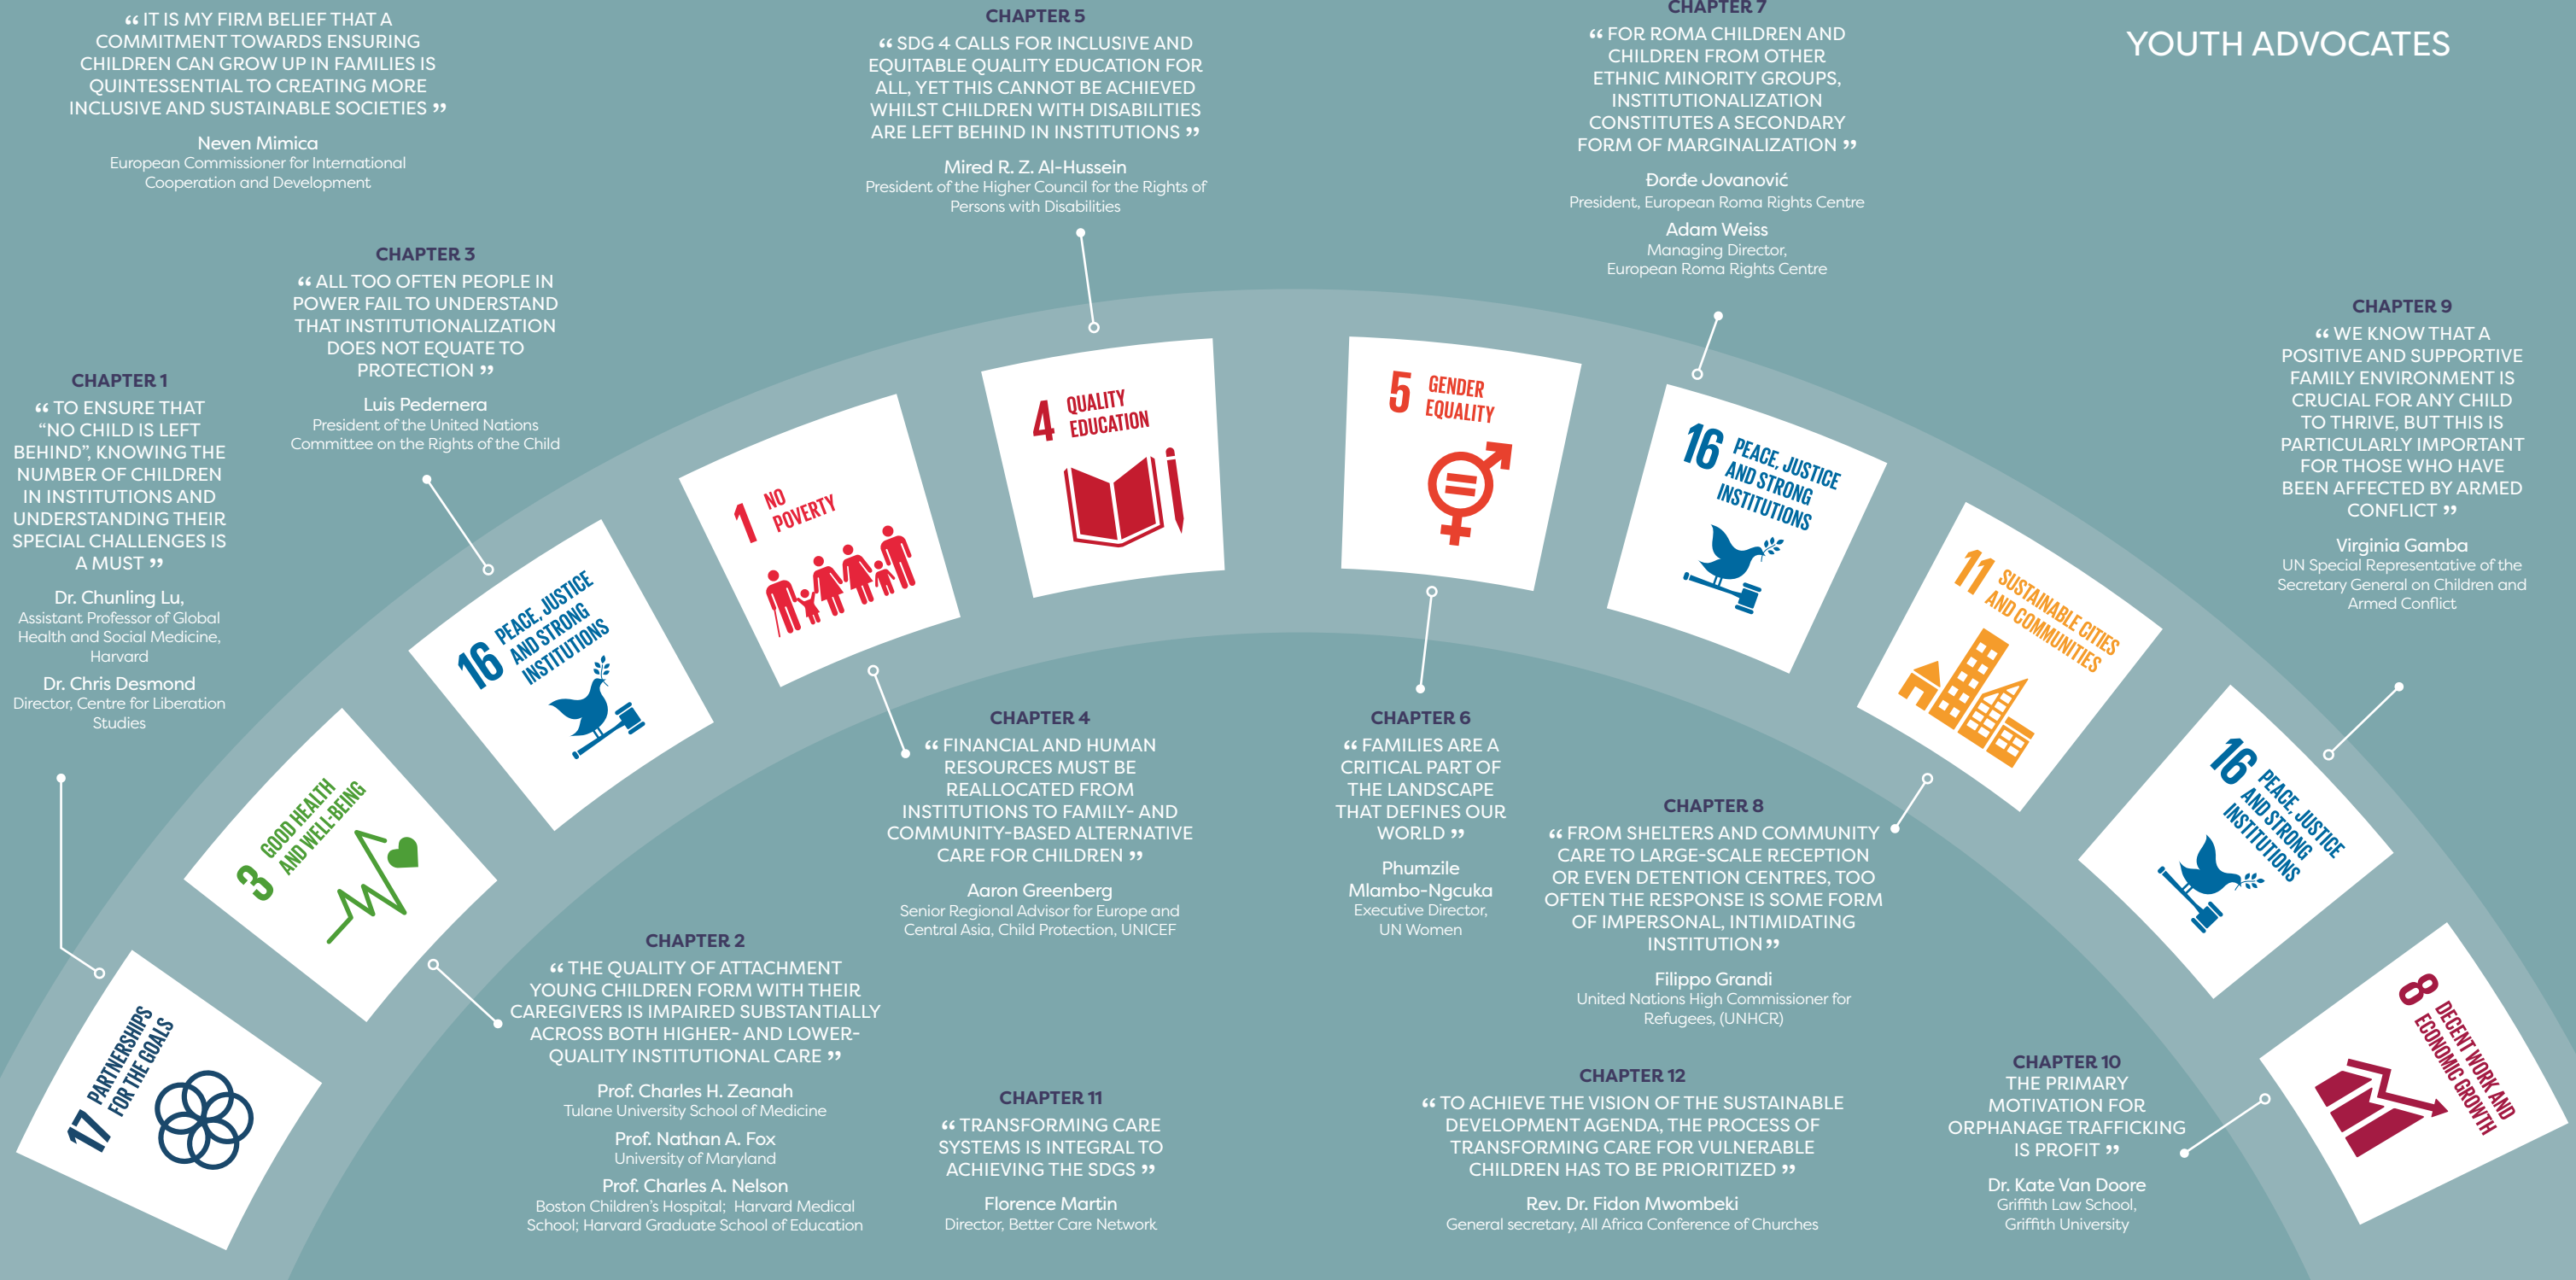 “ IT IS MY FIRM BELIEF THAT A
COMMITMENT TOWARDS ENSURING
CHILDREN CAN GROW UP IN FAMILIES IS
QUINTESSENTIAL TO CREATING MORE
INCLUSIVE AND SUSTAINABLE SOCIETIES ”
Neven Mimica
European Commissioner for International
Cooperation and Development
YOUTH ADVOCATES
CHAPTER 1
“ TO ENSURE THAT
“NO CHILD IS LEFT
BEHIND”, KNOWING THE
NUMBER OF CHILDREN
IN INSTITUTIONS AND
UNDERSTANDING THEIR
SPECIAL CHALLENGES IS
A MUST ”
Dr. Chunling Lu,
Assistant Professor of Global
Health and Social Medicine,
Harvard
Dr. Chris Desmond
Director, Centre for Liberation
Studies
17 PARTNERSHIPS
FOR THE GOALS
CHAPTER 2
“ THE QUALITY OF ATTACHMENT
YOUNG CHILDREN FORM WITH THEIR
CAREGIVERS IS IMPAIRED SUBSTANTIALLY
ACROSS BOTH HIGHER- AND LOWER-
QUALITY INSTITUTIONAL CARE ”
Prof. Charles H. Zeanah
Tulane University School of Medicine
Prof. Nathan A. Fox
University of Maryland
Prof. Charles A. Nelson
Boston Children’s Hospital; Harvard Medical
School; Harvard Graduate School of Education
3 GOOD HEALTH
AND WELL-BEING
CHAPTER 3
“ ALL TOO OFTEN PEOPLE IN
POWER FAIL TO UNDERSTAND
THAT INSTITUTIONALIZATION
DOES NOT EQUATE TO
PROTECTION ”
Luis Pedernera
President of the United Nations
Committee on the Rights of the Child
16 PEACE, JUSTICE
AND STRONG
INSTITUTIONS
CHAPTER 4
“ FINANCIAL AND HUMAN
RESOURCES MUST BE
REALLOCATED FROM
INSTITUTIONS TO FAMILY- AND
COMMUNITY-BASED ALTERNATIVE
CARE FOR CHILDREN ”
Aaron Greenberg
Senior Regional Advisor for Europe and
Central Asia, Child Protection, UNICEF
1 NO
POVERTY
CHAPTER 5
“ SDG 4 CALLS FOR INCLUSIVE AND
EQUITABLE QUALITY EDUCATION FOR
ALL, YET THIS CANNOT BE ACHIEVED
WHILST CHILDREN WITH DISABILITIES
ARE LEFT BEHIND IN INSTITUTIONS ”
Mired R. Z. Al-Hussein
President of the Higher Council for the Rights of
Persons with Disabilities
4 QUALITY
EDUCATION
CHAPTER 6
“ FAMILIES ARE A
CRITICAL PART OF
THE LANDSCAPE
THAT DEFINES OUR
WORLD ”
Phumzile
Mlambo-Ngcuka
Executive Director,
UN Women
5 GENDER
EQUALITY
CHAPTER 7
“ FOR ROMA CHILDREN AND
CHILDREN FROM OTHER
ETHNIC MINORITY GROUPS,
INSTITUTIONALIZATION
CONSTITUTES A SECONDARY
FORM OF MARGINALIZATION ”
Đorđe Jovanović
President, European Roma Rights Centre
Adam Weiss
Managing Director,
European Roma Rights Centre
16 PEACE, JUSTICE
AND STRONG
INSTITUTIONS
CHAPTER 8
“ FROM SHELTERS AND COMMUNITY
CARE TO LARGE-SCALE RECEPTION
OR EVEN DETENTION CENTRES, TOO
OFTEN THE RESPONSE IS SOME FORM
OF IMPERSONAL, INTIMIDATING
INSTITUTION ”
Filippo Grandi
United Nations High Commissioner for
Refugees, (UNHCR)
11 SUSTAINABLE CITIES
AND COMMUNITIES
CHAPTER 9
“ WE KNOW THAT A
POSITIVE AND SUPPORTIVE
FAMILY ENVIRONMENT IS
CRUCIAL FOR ANY CHILD
TO THRIVE, BUT THIS IS
PARTICULARLY IMPORTANT
FOR THOSE WHO HAVE
BEEN AFFECTED BY ARMED
CONFLICT ”
Virginia Gamba
UN Special Representative of the
Secretary General on Children and
Armed Conflict
16 PEACE, JUSTICE
AND STRONG
INSTITUTIONS
CHAPTER 10
THE PRIMARY
MOTIVATION FOR
ORPHANAGE TRAFFICKING
IS PROFIT ”
Dr. Kate Van Doore
Griffith Law School,
Griffith University
8 DECENT WORK AND
ECONOMIC GROWTH
CHAPTER 11
“ TRANSFORMING CARE
SYSTEMS IS INTEGRAL TO
ACHIEVING THE SDGS ”
Florence Martin
Director, Better Care Network
CHAPTER 12
“ TO ACHIEVE THE VISION OF THE SUSTAINABLE
DEVELOPMENT AGENDA, THE PROCESS OF
TRANSFORMING CARE FOR VULNERABLE
CHILDREN HAS TO BE PRIORITIZED ”
Rev. Dr. Fidon Mwombeki
General secretary, All Africa Conference of Churches